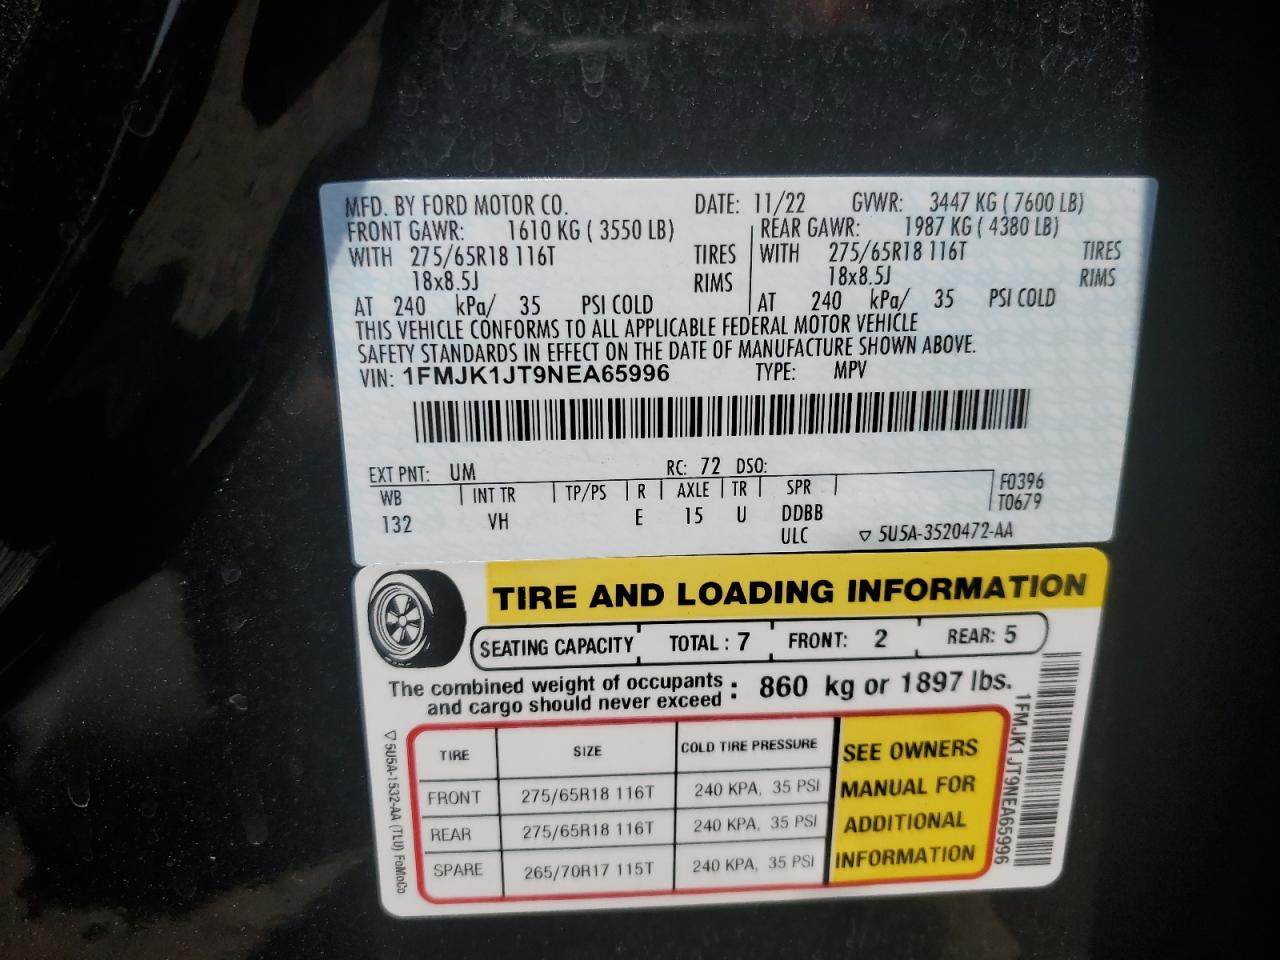 MFD. BY FORD MOTOR CO. DATE: 11/22 GVWR: 3447 KG ( 7600 LB)
FRONT GAWR: 1610 KG ( 3550 LB) REAR GAWR: 1987 KG ( 4380 LB)
WITH 275/65R18 116T TIRES WITH 275/65R18 116T TIRES
18x8.5J RIMS 18x8.5J RIMS
AT 240 kPa/ 35 PSI COLD AT 240 kPa/ 35 PSI COLD
THIS VEHICLE CONFORMS TO ALL APPLICABLE FEDERAL MOTOR VEHICLE
SAFETY STANDARDS IN EFFECT ON THE DATE OF MANUFACTURE SHOWN ABOVE.
VIN: 1FMJK1JT9NEA65996 TYPE: MPV
EXT PNT: UM RC: 72 DSO:
WB INT TR TP/PS R AXLE TR SPR F0396
132 VH E 15 U DDBB T0679
ULC ▽ 5U5A-3520472-AA
TIRE AND LOADING INFORMATION
SEATING CAPACITY TOTAL : 7 FRONT: 2 REAR: 5
The combined weight of occupants
and cargo should never exceed : 860 kg or 1897 lbs.
TIRE SIZE COLD TIRE PRESSURE
FRONT 275/65R18 116T 240 KPA, 35 PSI
REAR 275/65R18 116T 240 KPA, 35 PSI
SPARE 265/70R17 115T 240 KPA, 35 PSI
SEE OWNERS
MANUAL FOR
ADDITIONAL
INFORMATION
▽ 5U5A-1532-AA (TLU) FoMoCo
1FMJK1JT9NEA65996